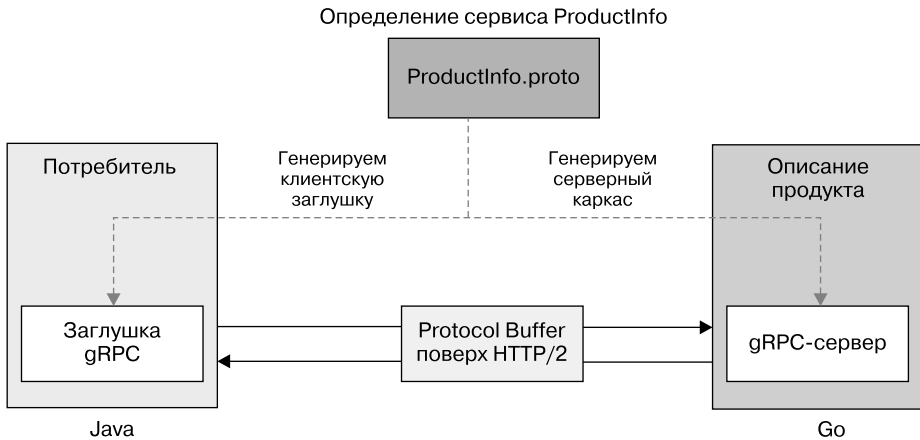 Определение сервиса ProductInfo
ProductInfo.proto
Потребитель
Генерируем
клиентскую
заглушку
Генерируем
серверный
каркас
Описание
продукта
Заглушка
gRPC
Protocol Buffer
поверх HTTP/2
gRPC-сервер
Java
Go